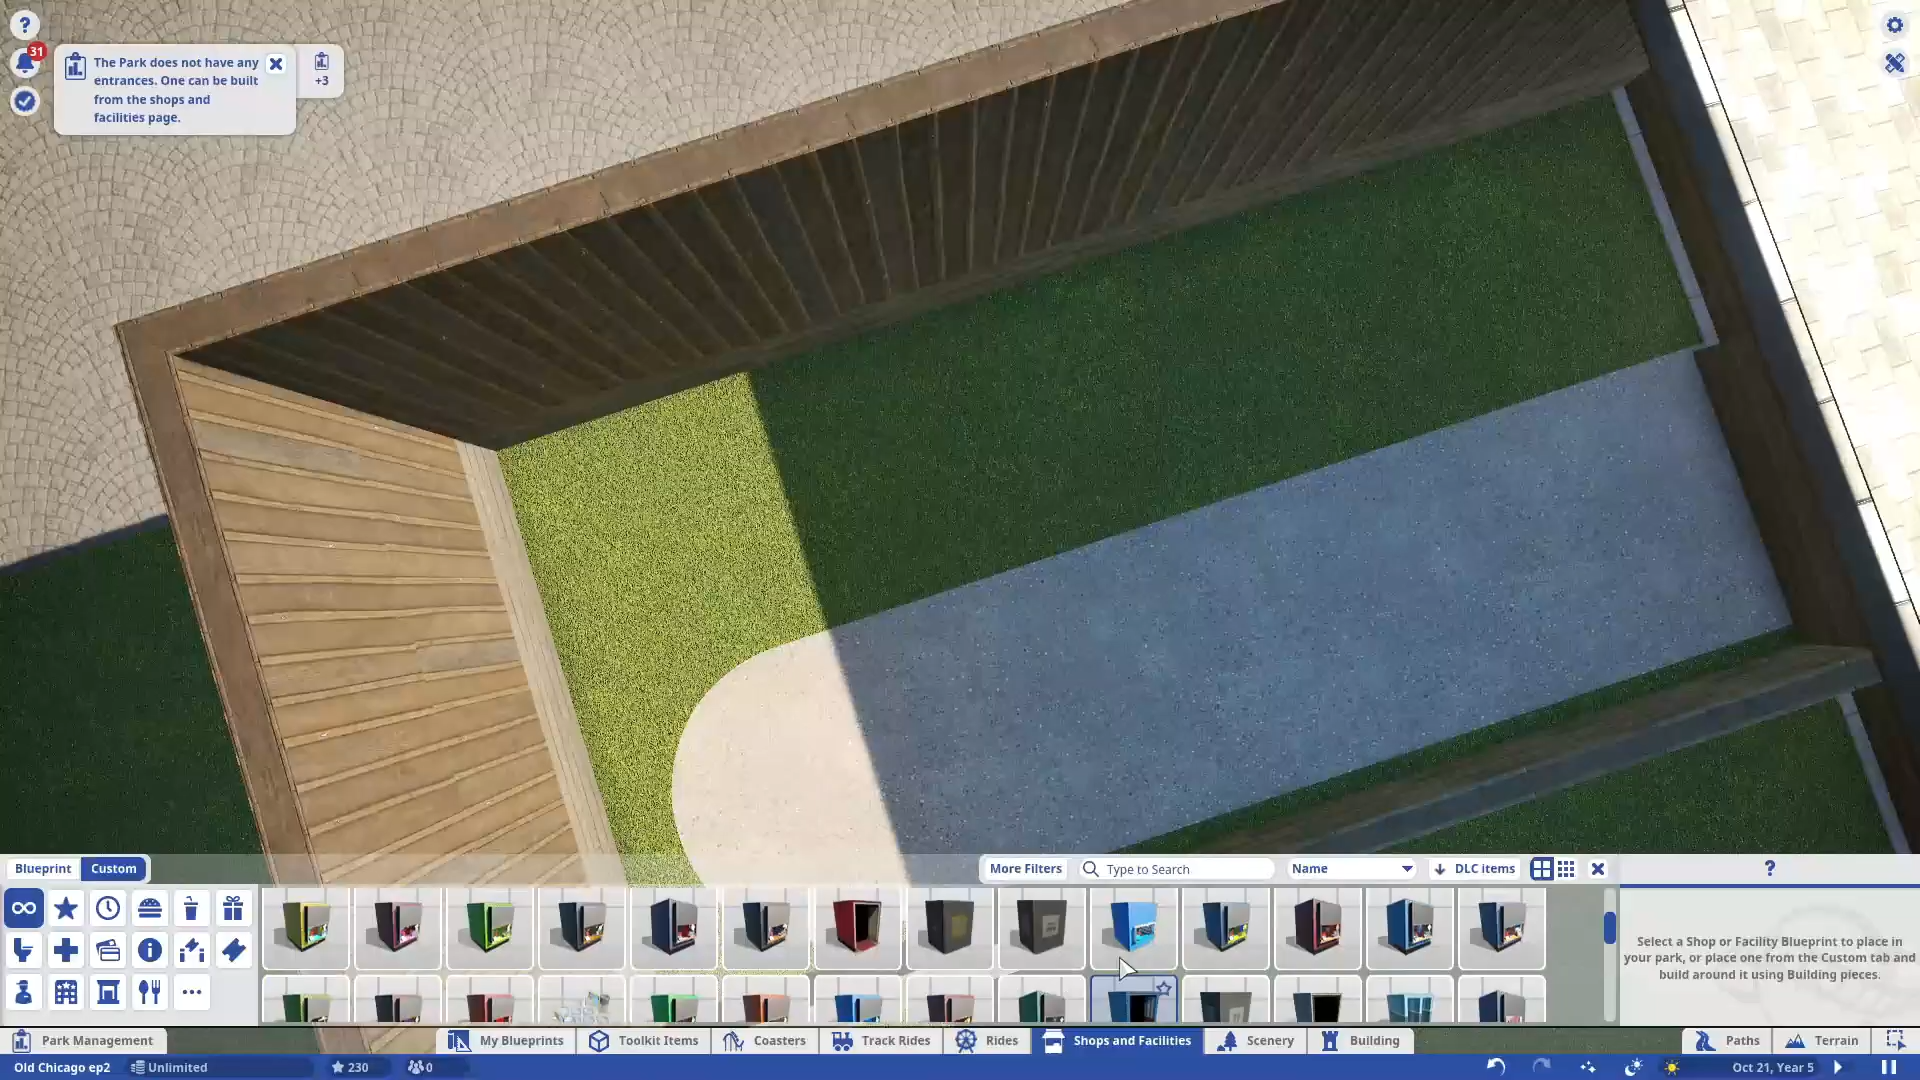 ?
31
The Park does not have any
entrances. One can be built
from the shops and
facilities page.
+3
Blueprint
Custom
More Filters
Type to Search
Name
DLC items
?
Select a Shop or Facility Blueprint to place in
your park, or place one from the Custom tab and
build around it using Building pieces.
Park Management
My Blueprints
Toolkit Items
Coasters
Track Rides
Rides
Shops and Facilities
Scenery
Building
Paths
Terrain
Old Chicago ep2
Unlimited
230
0
Oct 21, Year 5